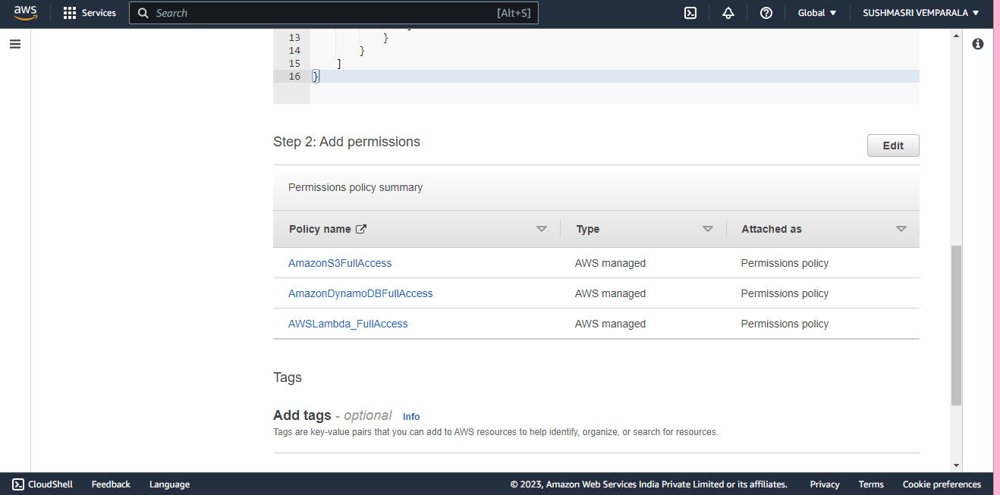 aws Services Search [Alt+S] Global SUSHMASRI VEMPARALA
13 }
14 }
15 ]
16 }
Step 2: Add permissions
Edit
Permissions policy summary
Policy name Type Attached as
AmazonS3FullAccess AWS managed Permissions policy
AmazonDynamoDBFullAccess AWS managed Permissions policy
AWSLambda_FullAccess AWS managed Permissions policy
Tags
Add tags - optional Info
Tags are key-value pairs that you can add to AWS resources to help identify, organize, or search for resources.
CloudShell Feedback Language © 2023, Amazon Web Services India Private Limited or its affiliates. Privacy Terms Cookie preferences